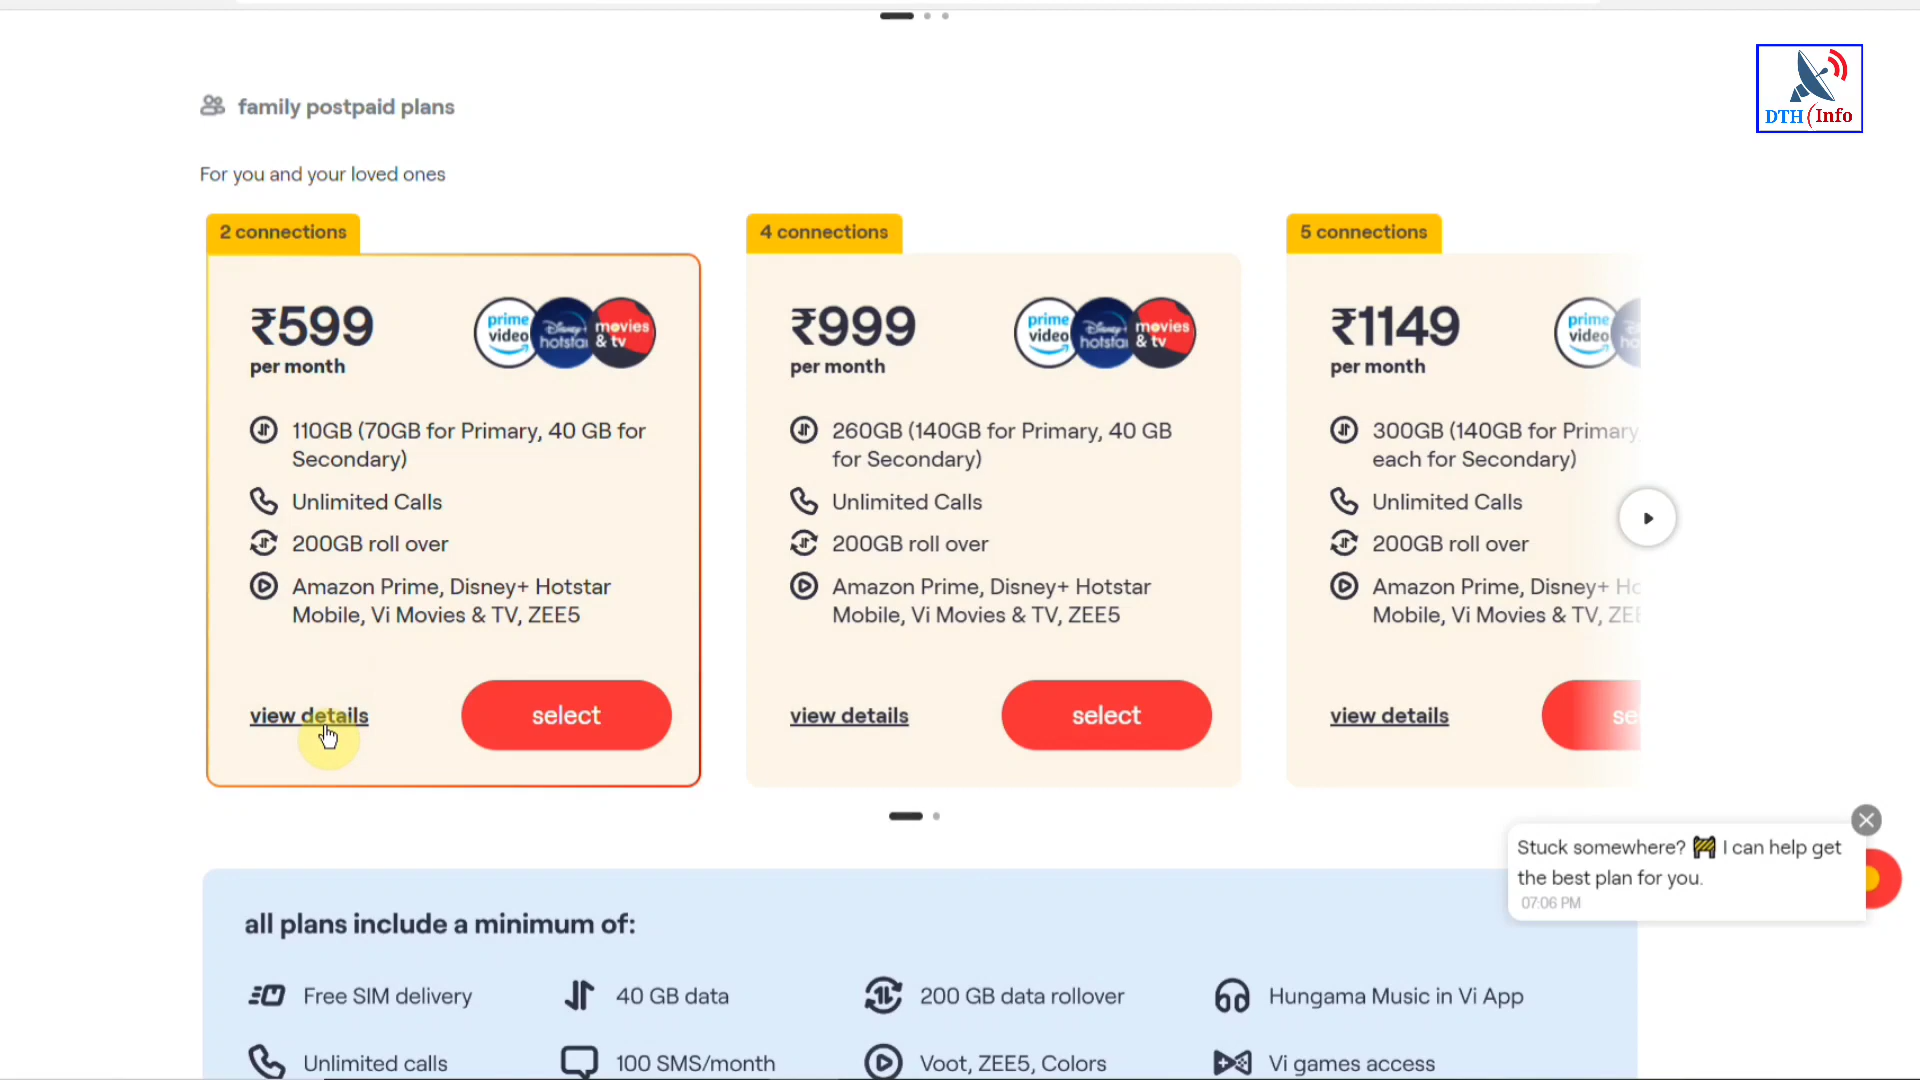 DTH Info
family postpaid plans
For you and your loved ones
2 connections
₹599
per month
prime video
Disney+ hotstar
movies & tv
110GB (70GB for Primary, 40 GB for
Secondary)
Unlimited Calls
200GB roll over
Amazon Prime, Disney+ Hotstar
Mobile, Vi Movies & TV, ZEE5
view details
select
4 connections
₹999
per month
prime video
Disney+ hotstar
movies & tv
260GB (140GB for Primary, 40 GB
for Secondary)
Unlimited Calls
200GB roll over
Amazon Prime, Disney+ Hotstar
Mobile, Vi Movies & TV, ZEE5
view details
select
5 connections
₹1149
per month
prime video
300GB (140GB for Primary,
each for Secondary)
Unlimited Calls
200GB roll over
Amazon Prime, Disney+ Ho
Mobile, Vi Movies & TV, ZEE
view details
se
Stuck somewhere? 🚧 I can help get
the best plan for you.
07:06 PM
all plans include a minimum of:
Free SIM delivery
40 GB data
200 GB data rollover
Hungama Music in Vi App
Unlimited calls
100 SMS/month
Voot, ZEE5, Colors
Vi games access